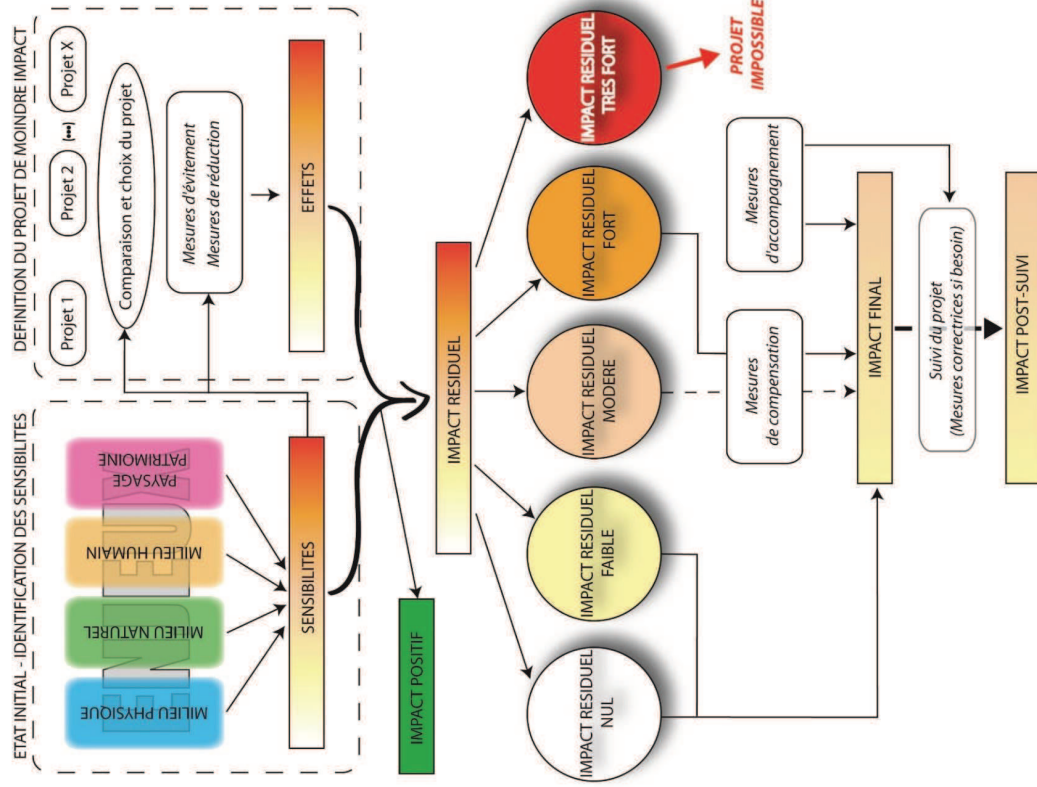 ETAT INITIAL - IDENTIFICATION DES SENSIBILITES
ENJEUX
MILIEU PHYSIQUE
MILIEU NATUREL
MILIEU HUMAIN
PAYSAGE
PATRIMOINE
SENSIBILITES
DEFINITION DU PROJET DE MOINDRE IMPACT
Projet 1
Projet 2
(•••)
Projet X
Comparaison et choix du projet
Mesures d'évitement
Mesures de réduction
EFFETS
IMPACT POSITIF
IMPACT RESIDUEL
IMPACT RESIDUEL
NUL
IMPACT RESIDUEL
FAIBLE
IMPACT RESIDUEL
MODERE
IMPACT RESIDUEL
FORT
IMPACT RESIDUEL
TRES FORT
PROJET
IMPOSSIBLE
Mesures
de compensation
Mesures
d'accompagnement
IMPACT FINAL
Suivi du projet
(Mesures correctrices si besoin)
IMPACT POST-SUIVI